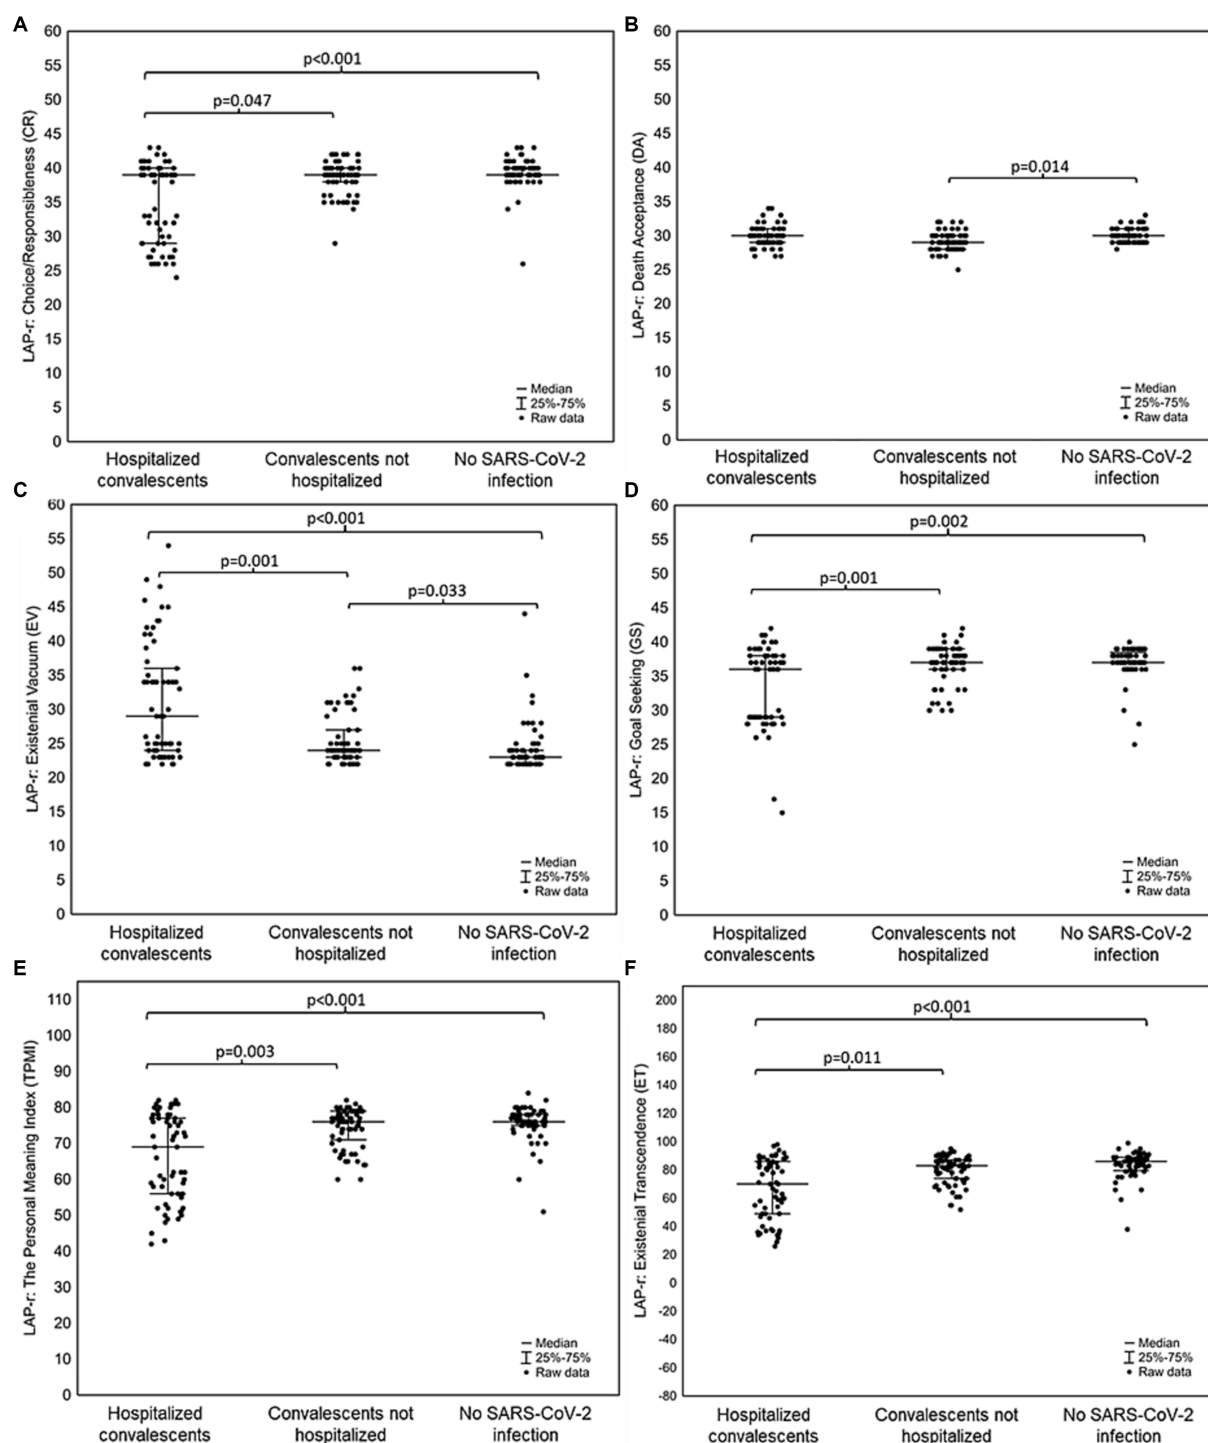 A
LAP-r: Choice/Responsibleness (CR)
60
55
50
45
40
35
30
25
20
15
10
5
0
p<0.001
p=0.047
Median
25%-75%
Raw data
Hospitalized
convalescents
Convalescents not
hospitalized
No SARS-CoV-2
infection
B
LAP-r: Death Acceptance (DA)
60
55
50
45
40
35
30
25
20
15
10
5
0
p=0.014
Median
25%-75%
Raw data
Hospitalized
convalescents
Convalescents not
hospitalized
No SARS-CoV-2
infection
C
LAP-r: Existenial Vacuum (EV)
60
55
50
45
40
35
30
25
20
15
10
5
0
p<0.001
p=0.001
p=0.033
Median
25%-75%
Raw data
Hospitalized
convalescents
Convalescents not
hospitalized
No SARS-CoV-2
infection
D
LAP-r: Goal Seeking (GS)
60
55
50
45
40
35
30
25
20
15
10
5
0
p=0.002
p=0.001
Median
25%-75%
Raw data
Hospitalized
convalescents
Convalescents not
hospitalized
No SARS-CoV-2
infection
E
LAP-r: The Personal Meaning Index (TPMI)
110
100
90
80
70
60
50
40
30
20
10
0
p<0.001
p=0.003
Median
25%-75%
Raw data
Hospitalized
convalescents
Convalescents not
hospitalized
No SARS-CoV-2
infection
F
LAP-r: Existenial Transcendence (ET)
200
180
160
140
120
100
80
60
40
20
0
-20
-40
-60
-80
p<0.001
p=0.011
Median
25%-75%
Raw data
Hospitalized
convalescents
Convalescents not
hospitalized
No SARS-CoV-2
infection